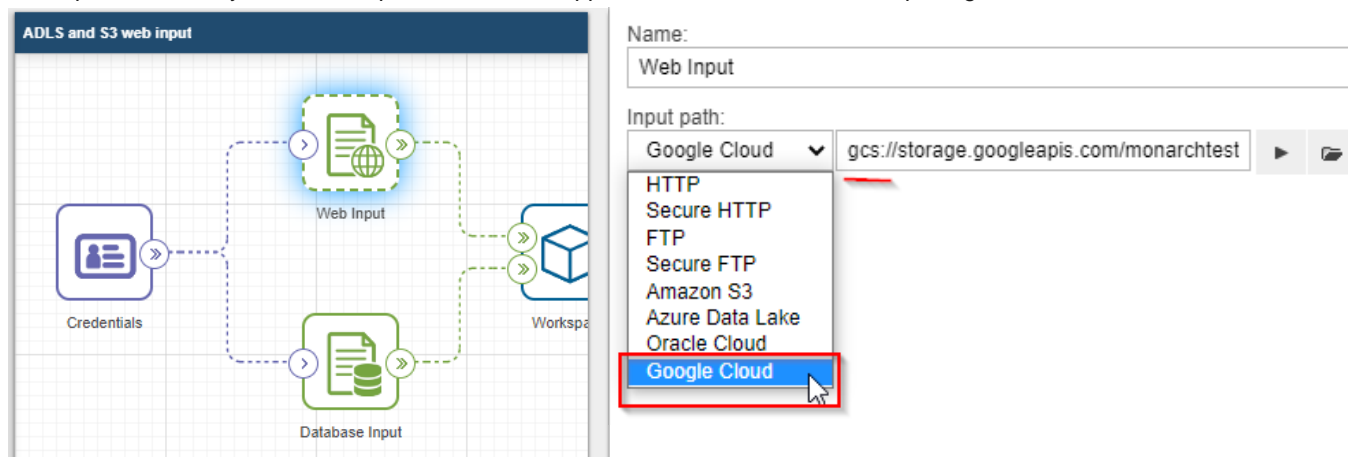 ADLS and S3 web input
Web Input
Credentials
Workspa
Database Input
Name:
Web Input
Input path:
Google Cloud gcs://storage.googleapis.com/monarchtest
HTTP
Secure HTTP
FTP
Secure FTP
Amazon S3
Azure Data Lake
Oracle Cloud
Google Cloud